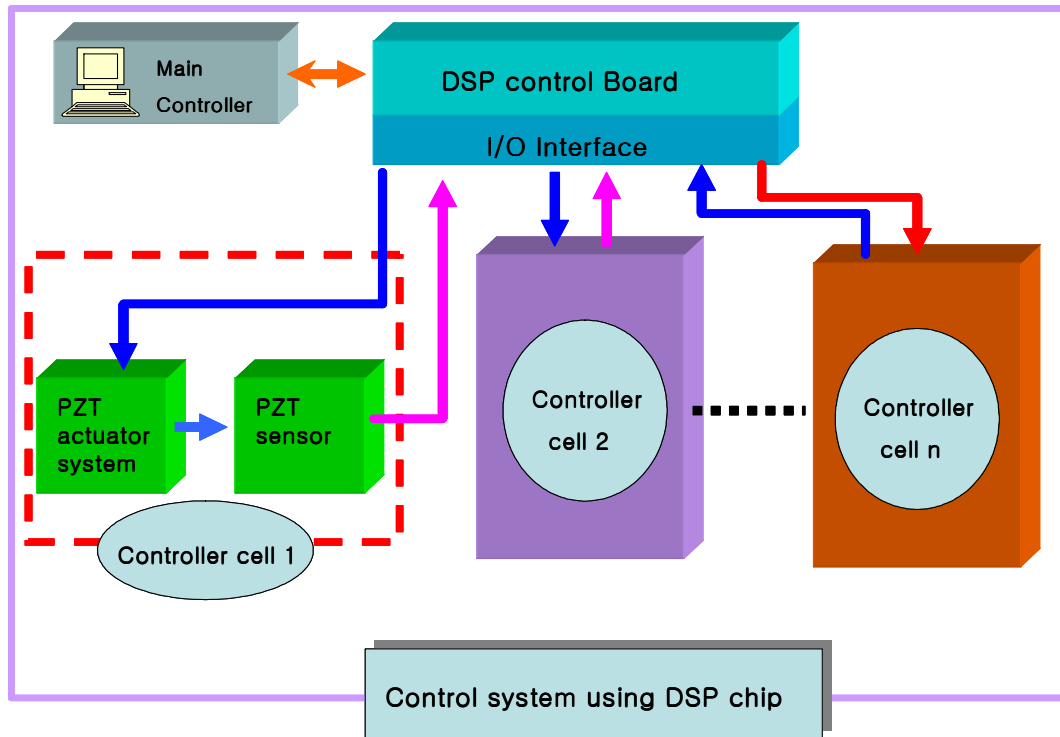 Main
Controller
DSP control Board
I/O Interface
PZT
actuator
system
PZT
sensor
Controller cell 1
Controller
cell 2
Controller
cell n
Control system using DSP chip